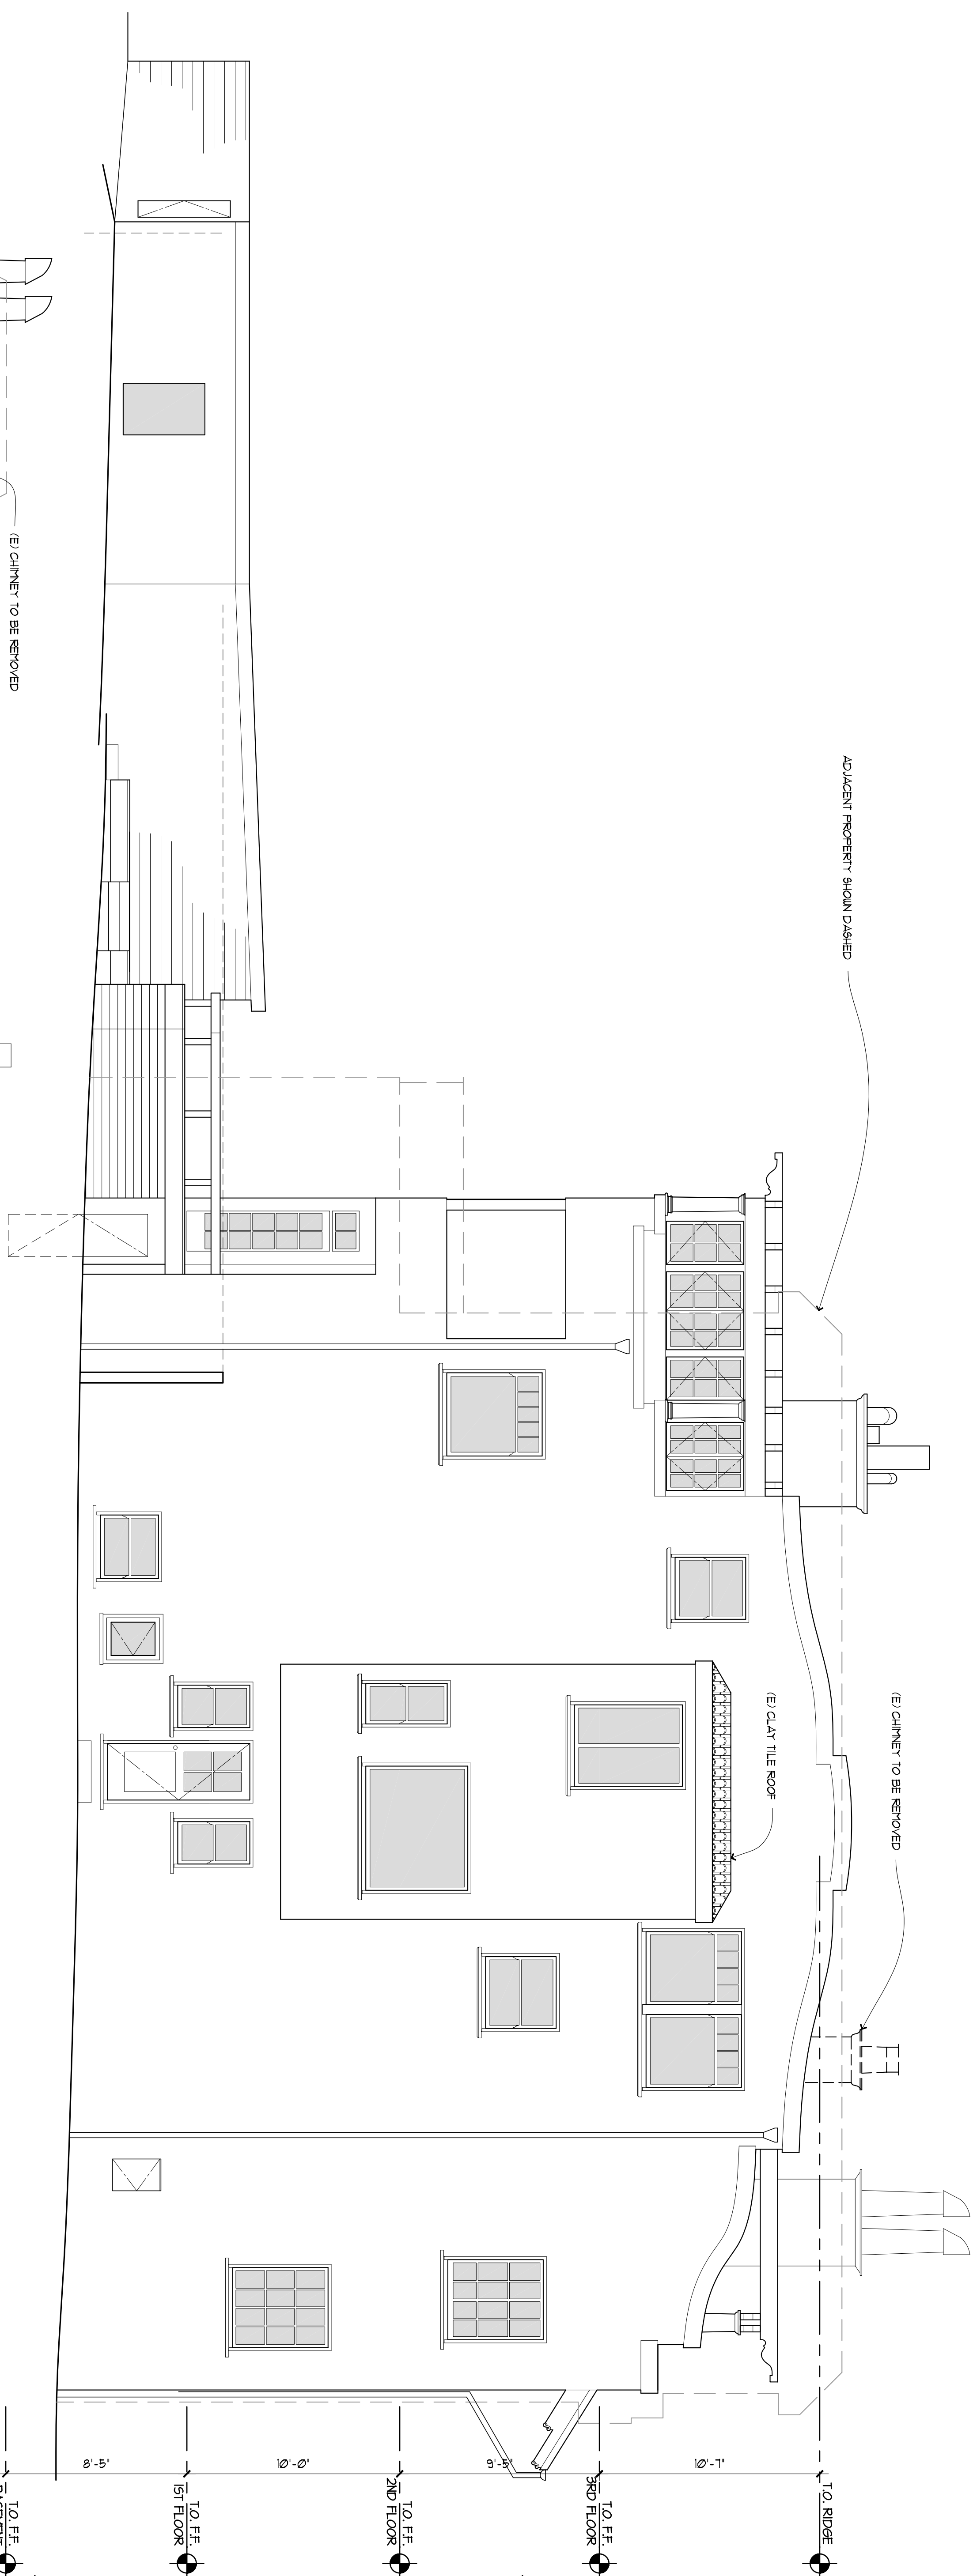 ADJACENT PROPERTY SHOWN DASHED
(E) CHIMNEY TO BE REMOVED
(E) CLAY TILE ROOF
(E) CHIMNEY TO BE REMOVED
T.O. RIDGE
10'-7"
T.O. F.F.
3RD FLOOR
9'-5"
T.O. F.F.
2ND FLOOR
10'-0"
T.O. F.F.
1ST FLOOR
8'-5"
T.O. F.F.
BASEMENT